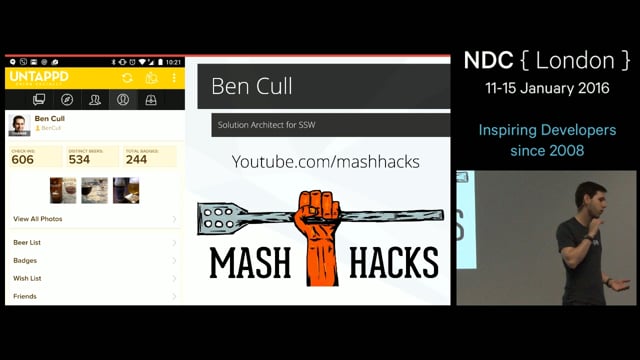 10:21
UNTAPPD
Ben Cull
BenCull
CHECK-INS:
606
DISTINCT BEERS:
534
TOTAL BADGES:
244
View All Photos
Beer List
Badges
Wish List
Friends
Ben Cull
Solution Architect for SSW
Youtube.com/mashhacks
MASH HACKS
NDC { London }
11-15 January 2016
Inspiring Developers
since 2008